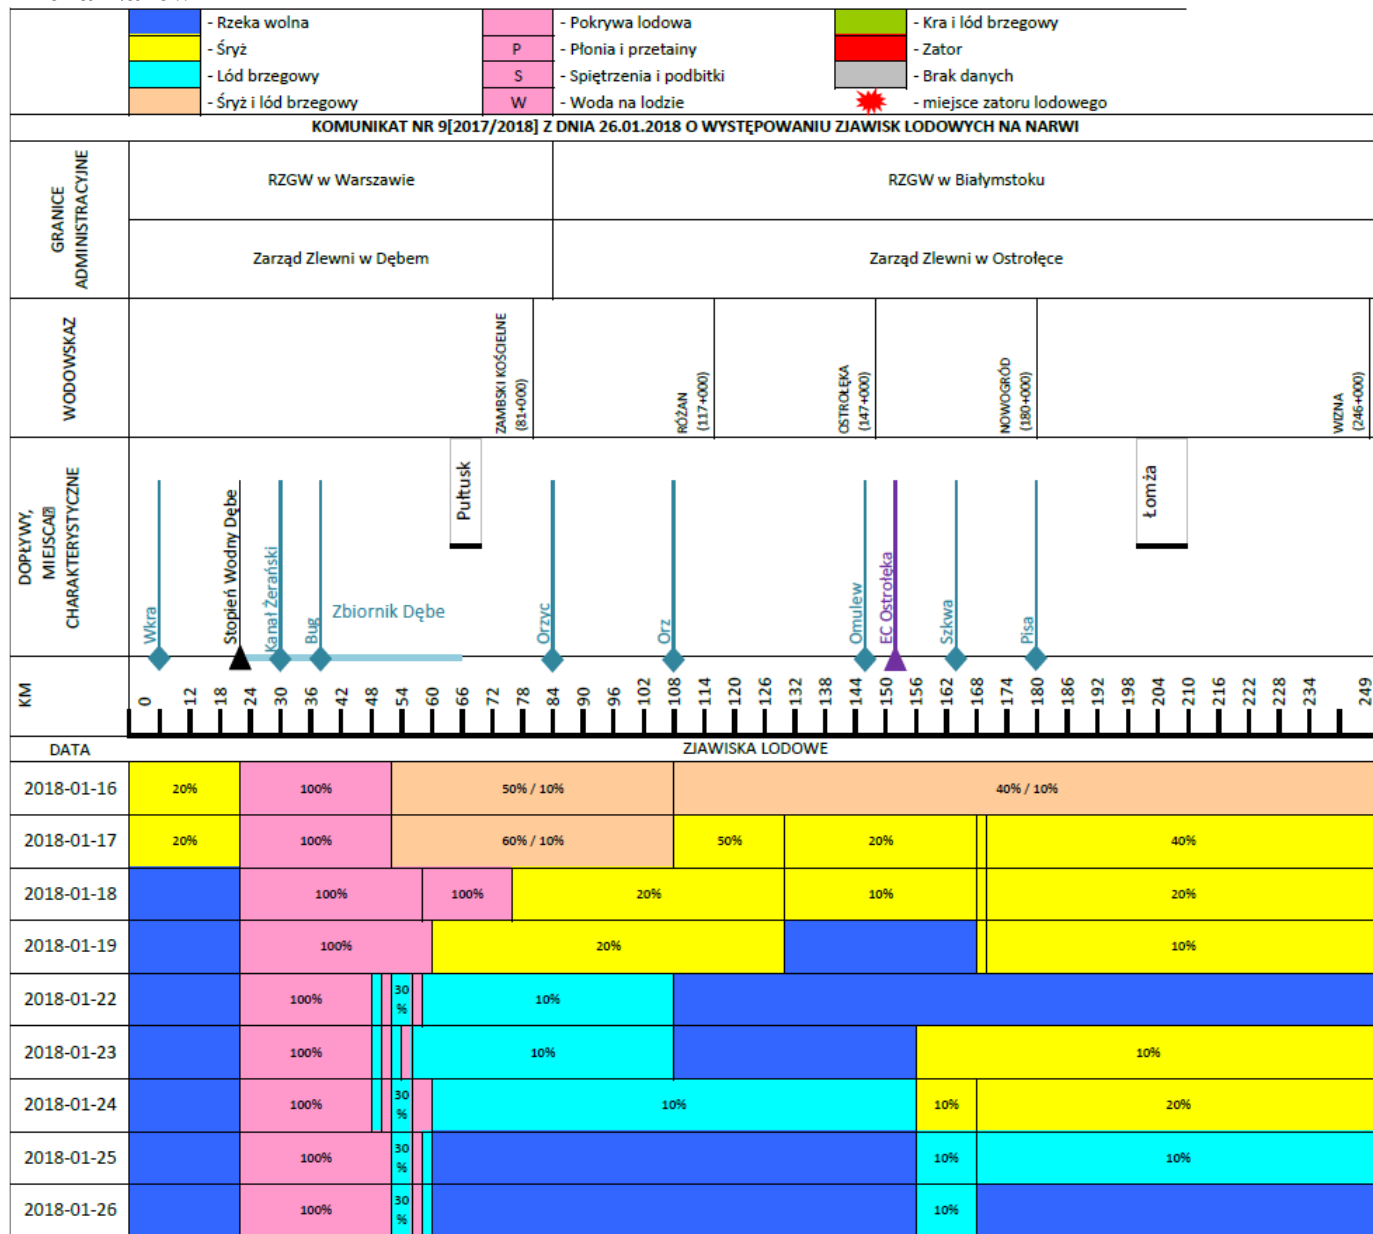 - Rzeka wolna
- Pokrywa lodowa
- Kra i lód brzegowy
- Śryż
P
- Płonia i przetainy
- Zator
- Lód brzegowy
S
- Spiętrzenia i podbitki
- Brak danych
- Śryż i lód brzegowy
W
- Woda na lodzie
- miejsce zatoru lodowego
KOMUNIKAT NR 9[2017/2018] Z DNIA 26.01.2018 O WYSTĘPOWANIU ZJAWISK LODOWYCH NA NARWI
GRANICE
ADMINISTRACYJNE
RZGW w Warszawie
RZGW w Białymstoku
Zarząd Zlewni w Dębem
Zarząd Zlewni w Ostrołęce
WODOWSKAZ
ZAMBSKI KOŚCIELNE
(81+000)
RÓŻAN
(117+000)
OSTROŁĘKA
(147+000)
NOWOGRÓD
(180+000)
WIZNA
(246+000)
DOPŁYWY,
MIEJSCA
CHARAKTERYSTYCZNE
Wkra
Stopień Wodny Dębe
Kanał Żerański
Bug
Zbiornik Dębe
Pułtusk
Orzyc
Orz
Omulew
EC Ostrołęka
Szkwa
Pisa
Łomża
KM
0 12 18 24 30 36 42 48 54 60 66 72 78 84 90 96 102 108 114 120 126 132 138 144 150 156 162 168 174 180 186 192 198 204 210 216 222 228 234 249
DATA
ZJAWISKA LODOWE
2018-01-16 20% 100% 50% / 10% 40% / 10%
2018-01-17 20% 100% 60% / 10% 50% 20% 40%
2018-01-18 100% 100% 20% 10% 20%
2018-01-19 100% 20% 10%
2018-01-22 100% 30 % 10%
2018-01-23 100% 10% 10%
2018-01-24 100% 30 % 10% 10% 20%
2018-01-25 100% 30 % 10% 10%
2018-01-26 100% 30 % 10%